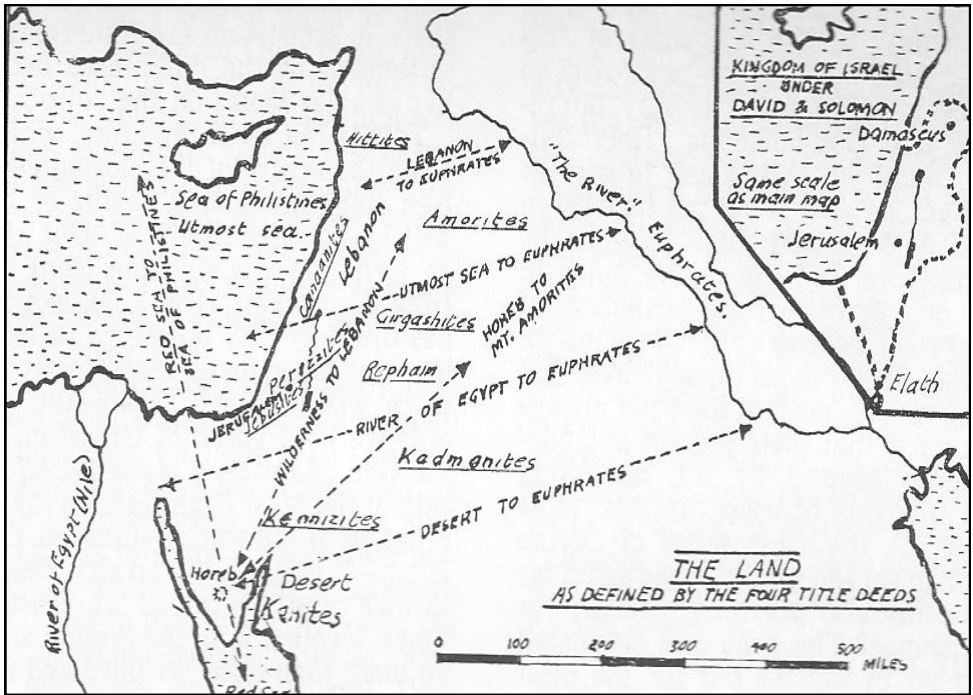 KINGDOM OF ISRAEL
UNDER
DAVID & SOLOMON
Damascus
Same scale
as main map
Jerusalem
Elath
Hittites
LEBANON
TO EUPHRATES
"The River"
Euphrates.
Sea of Philistines
Utmost sea.
RED SEA TO
SEA OF PHILISTINES
Canaanites
Lebanon
Amorites
UTMOST SEA TO EUPHRATES
Girgashites
HOREB TO
MT. AMORITES
Rephaim
Perezzites
JERUSALEM
Jebusites
WILDERNESS TO LEBANON
RIVER OF EGYPT TO EUPHRATES
Kadmonites
DESERT TO EUPHRATES
Kennizites
River of Egypt (Nile)
Horeb
Desert
Kenites
Red Sea
THE LAND
AS DEFINED BY THE FOUR TITLE DEEDS
0 100 200 300 400 500
MILES